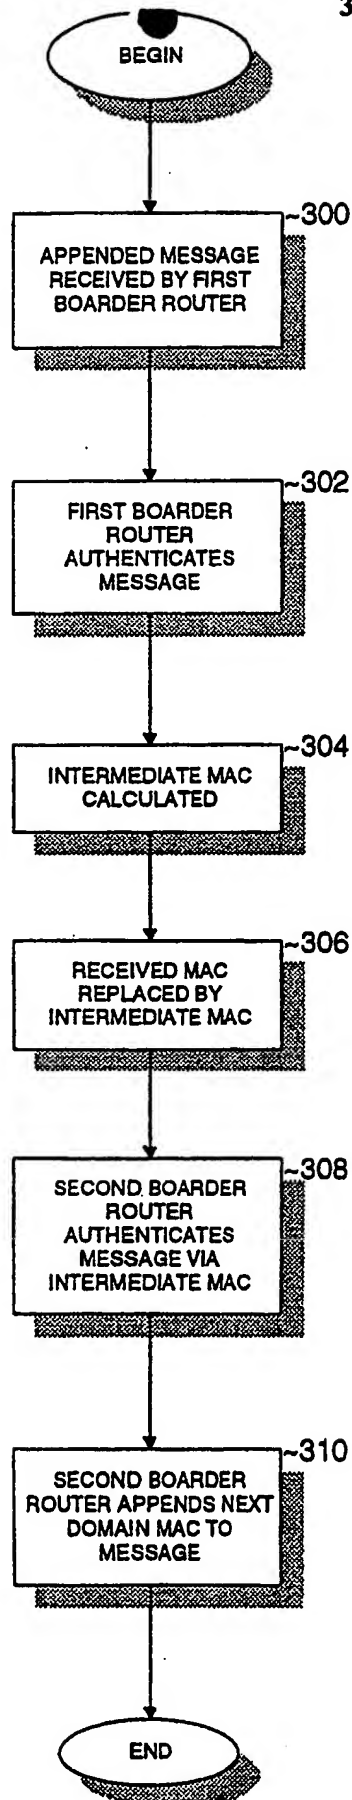 3
BEGIN
~300
APPENDED MESSAGE
RECEIVED BY FIRST
BOARDER ROUTER
~302
FIRST BOARDER
ROUTER
AUTHENTICATES
MESSAGE
~304
INTERMEDIATE MAC
CALCULATED
~306
RECEIVED MAC
REPLACED BY
INTERMEDIATE MAC
~308
SECOND BOARDER
ROUTER
AUTHENTICATES
MESSAGE VIA
INTERMEDIATE MAC
~310
SECOND BOARDER
ROUTER APPENDS NEXT
DOMAIN MAC TO
MESSAGE
END